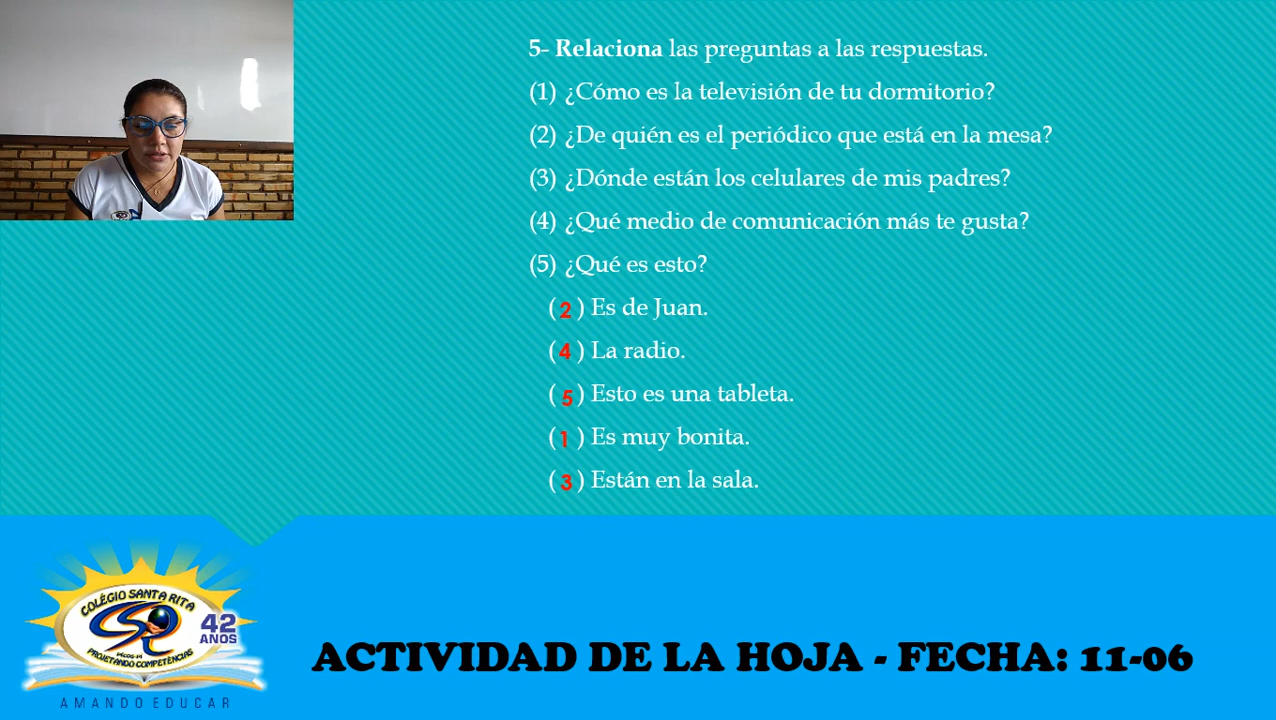 5- Relaciona las preguntas a las respuestas.
(1) ¿Cómo es la televisión de tu dormitorio?
(2) ¿De quién es el periódico que está en la mesa?
(3) ¿Dónde están los celulares de mis padres?
(4) ¿Qué medio de comunicación más te gusta?
(5) ¿Qué es esto?
( 2 ) Es de Juan.
( 4 ) La radio.
( 5 ) Esto es una tableta.
( 1 ) Es muy bonita.
( 3 ) Están en la sala.
COLÉGIO SANTA RITA
42
ANOS
PICOS-PI
PROJETANDO COMPETÊNCIAS
AMANDO EDUCAR
ACTIVIDAD DE LA HOJA - FECHA: 11-06